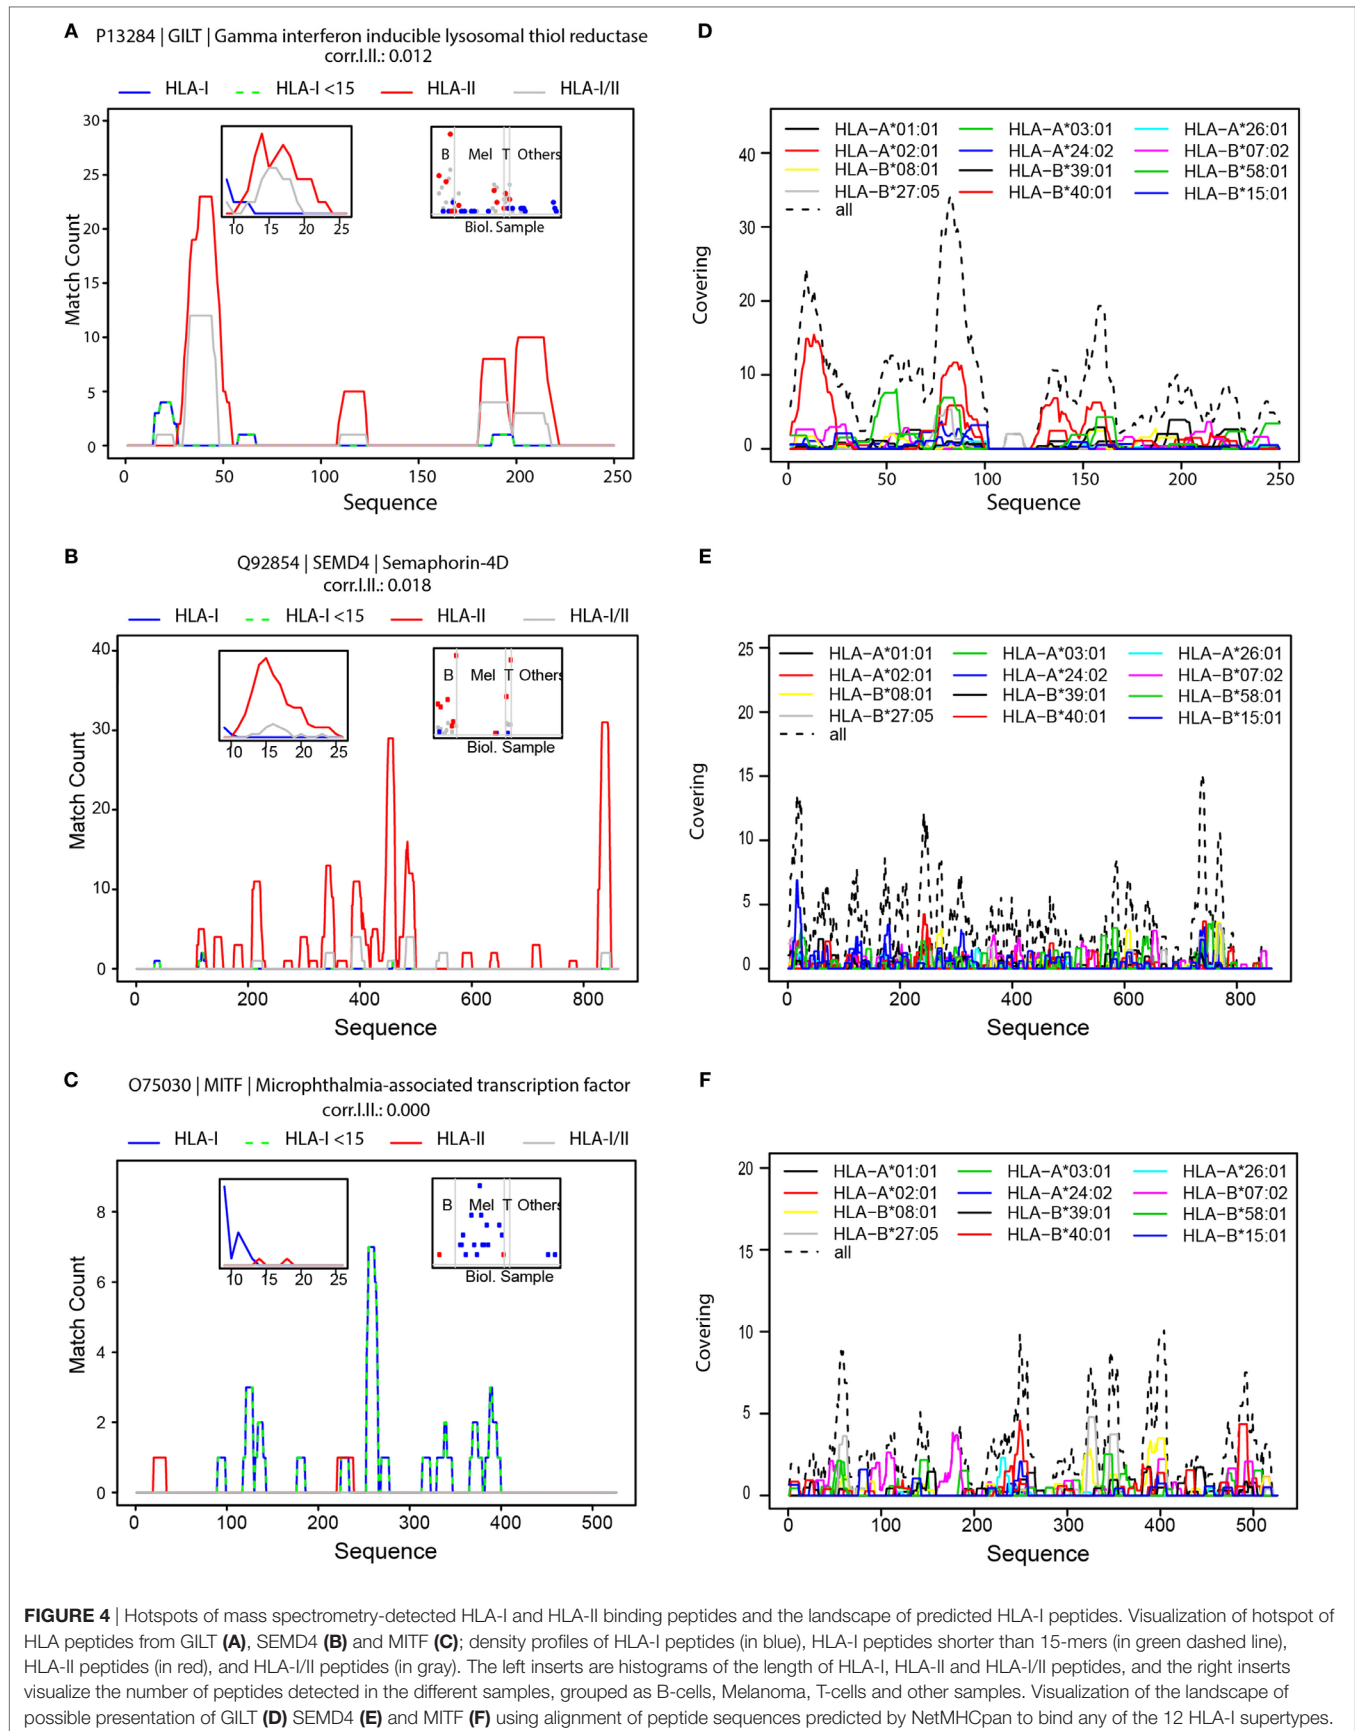 A
P13284 | GILT | Gamma interferon inducible lysosomal thiol reductase
corr.I.II.: 0.012
HLA-I HLA-I <15 HLA-II HLA-I/II
30
25
20
15
10
5
0
Match Count
B Mel T Others
10 15 20 25
Biol. Sample
0 50 100 150 200 250
Sequence
D
HLA−A*01:01 HLA−A*03:01 HLA−A*26:01
HLA−A*02:01 HLA−A*24:02 HLA−B*07:02
HLA−B*08:01 HLA−B*39:01 HLA−B*58:01
HLA−B*27:05 HLA−B*40:01 HLA−B*15:01
all
40
30
20
10
0
Covering
0 50 100 150 200 250
Sequence
B
Q92854 | SEMD4 | Semaphorin-4D
corr.I.II.: 0.018
HLA-I HLA-I <15 HLA-II HLA-I/II
40
30
20
10
0
Match Count
B Mel T Others
10 15 20 25
Biol. Sample
0 200 400 600 800
Sequence
E
HLA−A*01:01 HLA−A*03:01 HLA−A*26:01
HLA−A*02:01 HLA−A*24:02 HLA−B*07:02
HLA−B*08:01 HLA−B*39:01 HLA−B*58:01
HLA−B*27:05 HLA−B*40:01 HLA−B*15:01
all
25
20
15
10
5
0
Covering
0 200 400 600 800
Sequence
C
O75030 | MITF | Microphthalmia-associated transcription factor
corr.I.II.: 0.000
HLA-I HLA-I <15 HLA-II HLA-I/II
8
6
4
2
0
Match Count
B Mel T Others
10 15 20 25
Biol. Sample
0 100 200 300 400 500
Sequence
F
HLA−A*01:01 HLA−A*03:01 HLA−A*26:01
HLA−A*02:01 HLA−A*24:02 HLA−B*07:02
HLA−B*08:01 HLA−B*39:01 HLA−B*58:01
HLA−B*27:05 HLA−B*40:01 HLA−B*15:01
all
20
15
10
5
0
Covering
0 100 200 300 400 500
Sequence
FIGURE 4 | Hotspots of mass spectrometry-detected HLA-I and HLA-II binding peptides and the landscape of predicted HLA-I peptides. Visualization of hotspot of
HLA peptides from GILT (A), SEMD4 (B) and MITF (C); density profiles of HLA-I peptides (in blue), HLA-I peptides shorter than 15-mers (in green dashed line),
HLA-II peptides (in red), and HLA-I/II peptides (in gray). The left inserts are histograms of the length of HLA-I, HLA-II and HLA-I/II peptides, and the right inserts
visualize the number of peptides detected in the different samples, grouped as B-cells, Melanoma, T-cells and other samples. Visualization of the landscape of
possible presentation of GILT (D) SEMD4 (E) and MITF (F) using alignment of peptide sequences predicted by NetMHCpan to bind any of the 12 HLA-I supertypes.